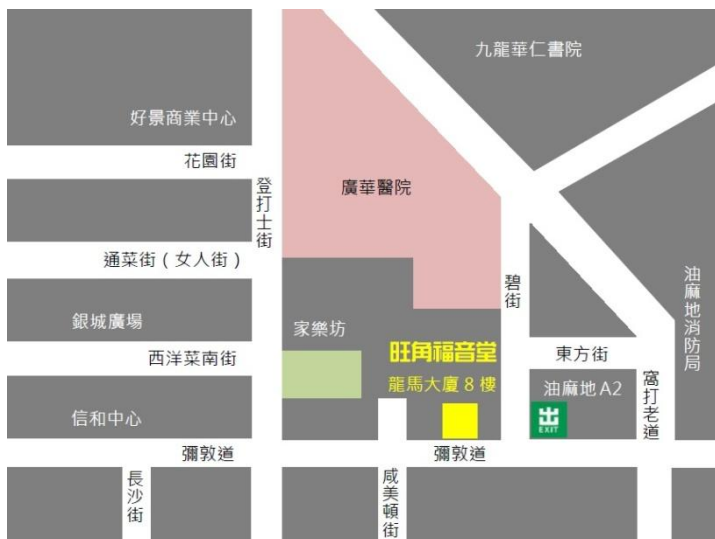 九龍華仁書院
好景商業中心
花園街
登打士街
廣華醫院
通菜街(女人街)
碧街
油麻地消防局
銀城廣場
家樂坊
旺角福音堂
東方街
西洋菜南街
龍馬大廈8樓
油麻地A2
窩打老道
信和中心
出
EXIT
彌敦道
彌敦道
長沙街
咸美頓街